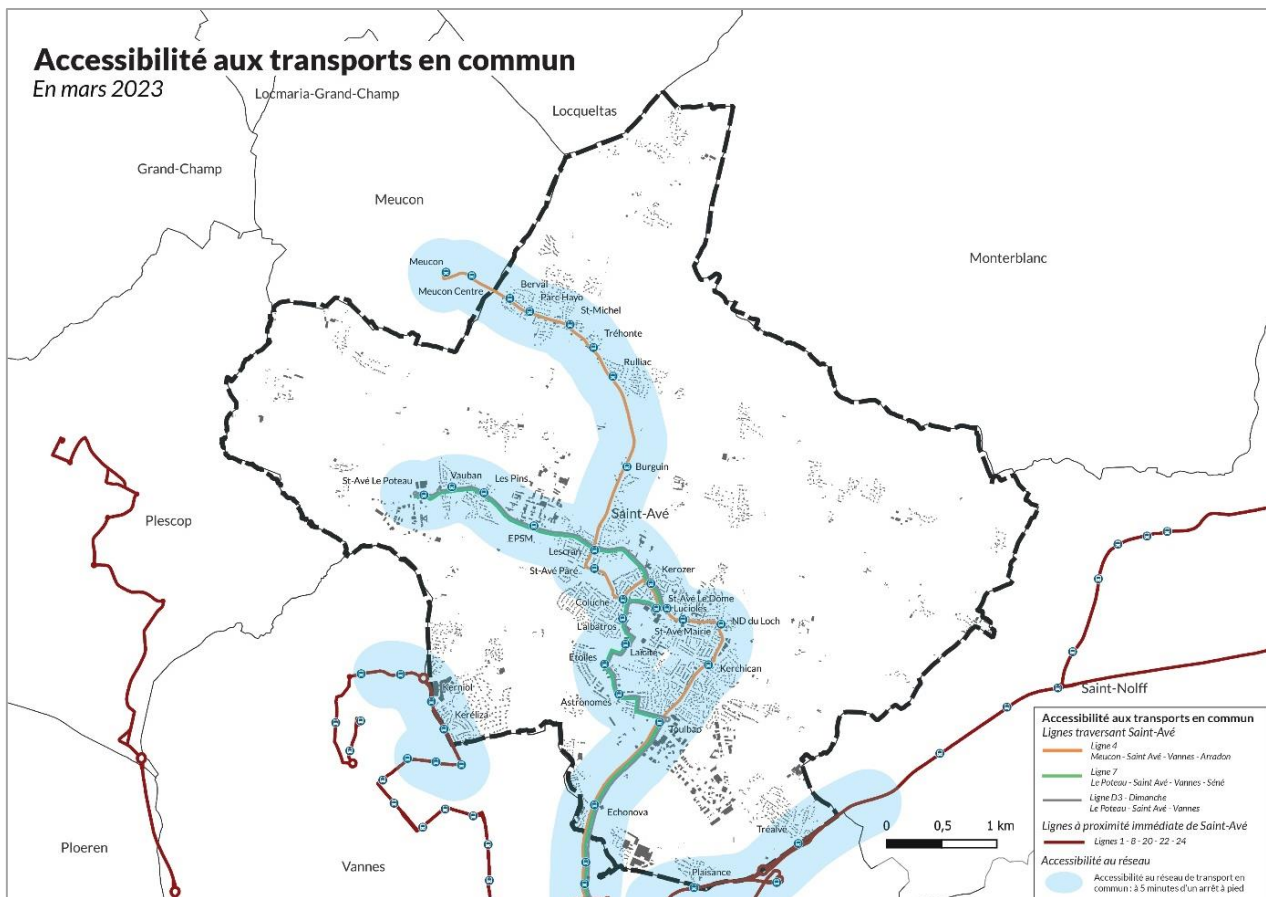 Accessibilité aux transports en commun
En mars 2023
Locmaria-Grand-Champ
Locqueltas
Grand-Champ
Meucon
Monterblanc
Meucon
Meucon Centre
Berval
Parc Hayo
St-Michel
Tréhonte
Rulliac
Burguin
St-Avé Le Poteau
Vauban
Les Pins
Saint-Avé
Plescop
EPSM
Lescran
St-Avé Paré
Kerozer
Coluche
St-Avé Le Dôme
Lucioles
L'albatros
St-Avé Mairie
ND du Loch
Laïcité
Etoiles
Kerchican
Kerniol
Astronomes
Keréliza
Toulbao
Saint-Nolff
Echonova
Tréalvé
Ploeren
Vannes
Plaisance
0 0,5 1 km
Accessibilité aux transports en commun
Lignes traversant Saint-Avé
Ligne 4
Meucon - Saint Avé - Vannes - Arradon
Ligne 7
Le Poteau - Saint Avé - Vannes - Séné
Ligne D3 - Dimanche
Le Poteau - Saint Avé - Vannes
Lignes à proximité immédiate de Saint-Avé
Lignes 1 - 8 - 20 - 22 - 24
Accessibilité au réseau
Accessibilité au réseau de transport en
commun : à 5 minutes d'un arrêt à pied